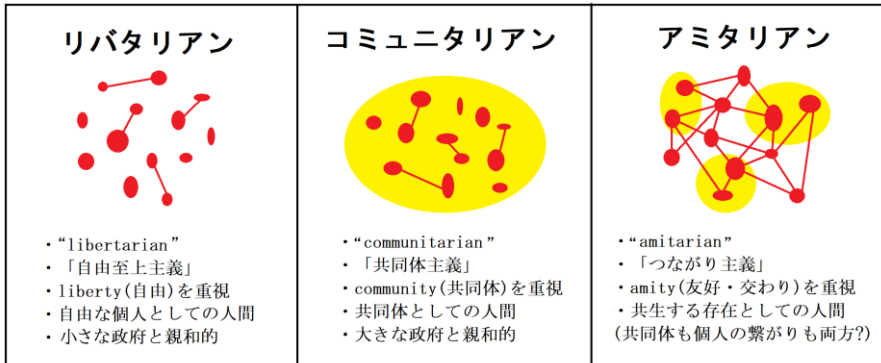 リバタリアン
・“libertarian”
・「自由至上主義」
・liberty(自由)を重視
・自由な個人としての人間
・小さな政府と親和的
コミュニタリアン
・“communitarian”
・「共同体主義」
・community(共同体)を重視
・共同体としての人間
・大きな政府と親和的
アミタリアン
・“amitarian”
・「つながり主義」
・amity(友好・交わり)を重視
・共生する存在としての人間
(共同体も個人の繋がりも両方?)